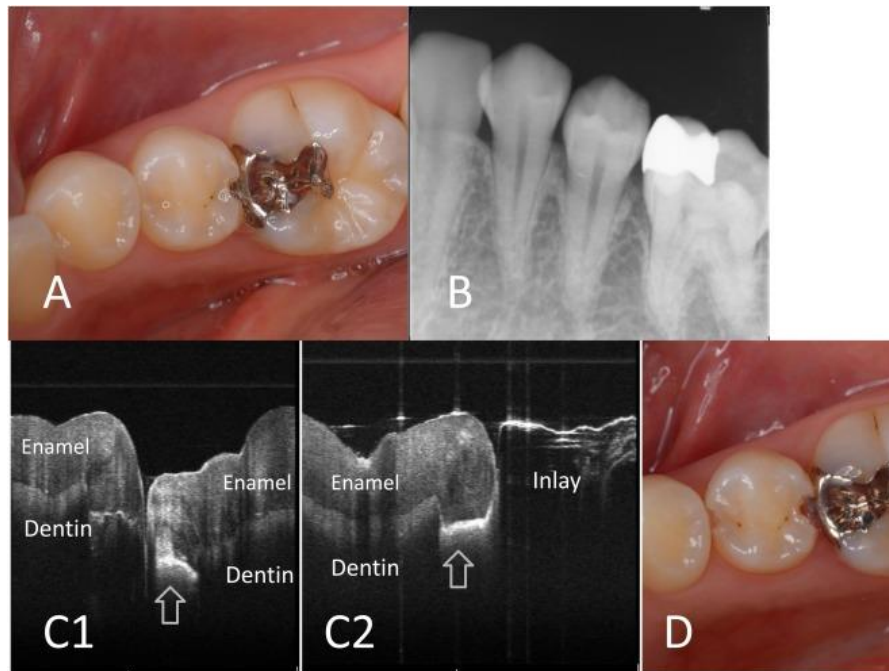 A
B
Enamel
Dentin
Enamel
Dentin
C1
Enamel
Dentin
Inlay
C2
D